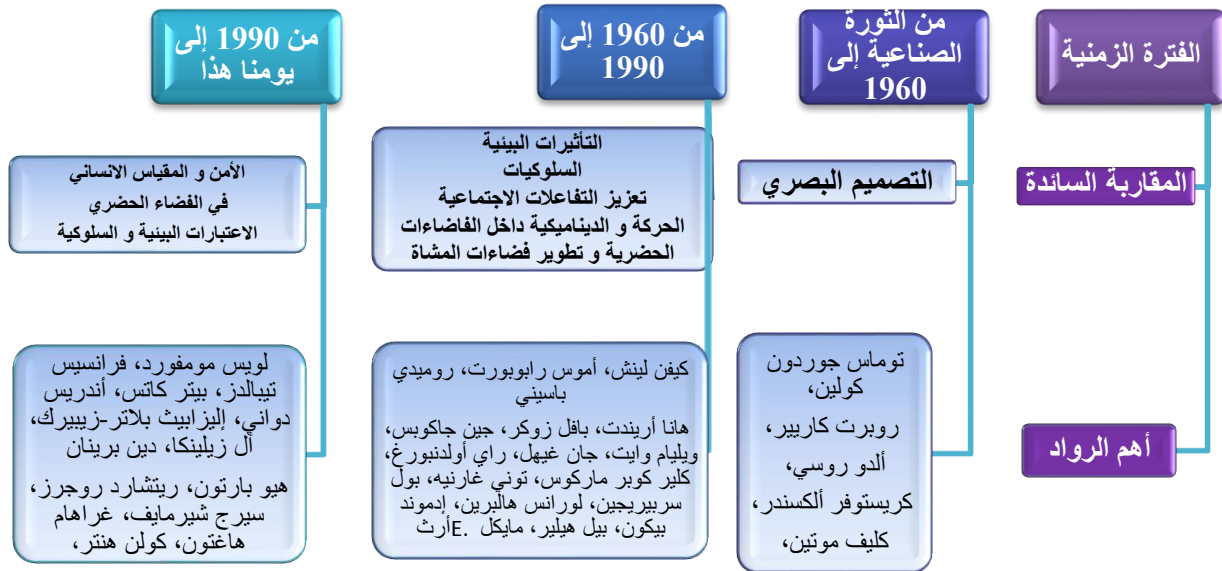 الفترة الزمنية
المقاربة السائدة
أهم الرواد
من الثورة
الصناعية إلى
1960
التصميم البصري
توماس جوردون
كولين،
روبرت كاريير،
ألدو روسي،
كريستوفر ألكسندر،
كليف موتين،
من 1960 إلى
1990
التأثيرات البيئية
السلوكيات
تعزيز التفاعلات الاجتماعية
الحركة و الديناميكية داخل الفاضاءات
الحضرية و تطوير فضاءات المشاة
كيفن لينش، أموس رابوبورت، روميدي
باسيني
هانا أريندت، بافل زوكر، جين جاكوبس،
ويليام وايت، جان غيهل، راي أولدنبورغ،
كلير كوبر ماركوس، توني غارنيه، بول
سربيريجين، لورانس هالبرين، إدموند
بيكون، بيل هيلير، مايكل E. أرث
من 1990 إلى
يومنا هذا
الأمن و المقياس الانساني
في الفضاء الحضري
الاعتبارات البيئية و السلوكية
لويس مومفورد، فرانسيس
تيبالدز، بيتر كاتس، أندريس
دواني، إليزابيث بلاتر-زيبيرك،
آل زيلينكا، دين برينان
هيو بارتون، ريتشارد روجرز،
سيرج شيرمايف، غراهام
هاغتون، كولن هنتر،